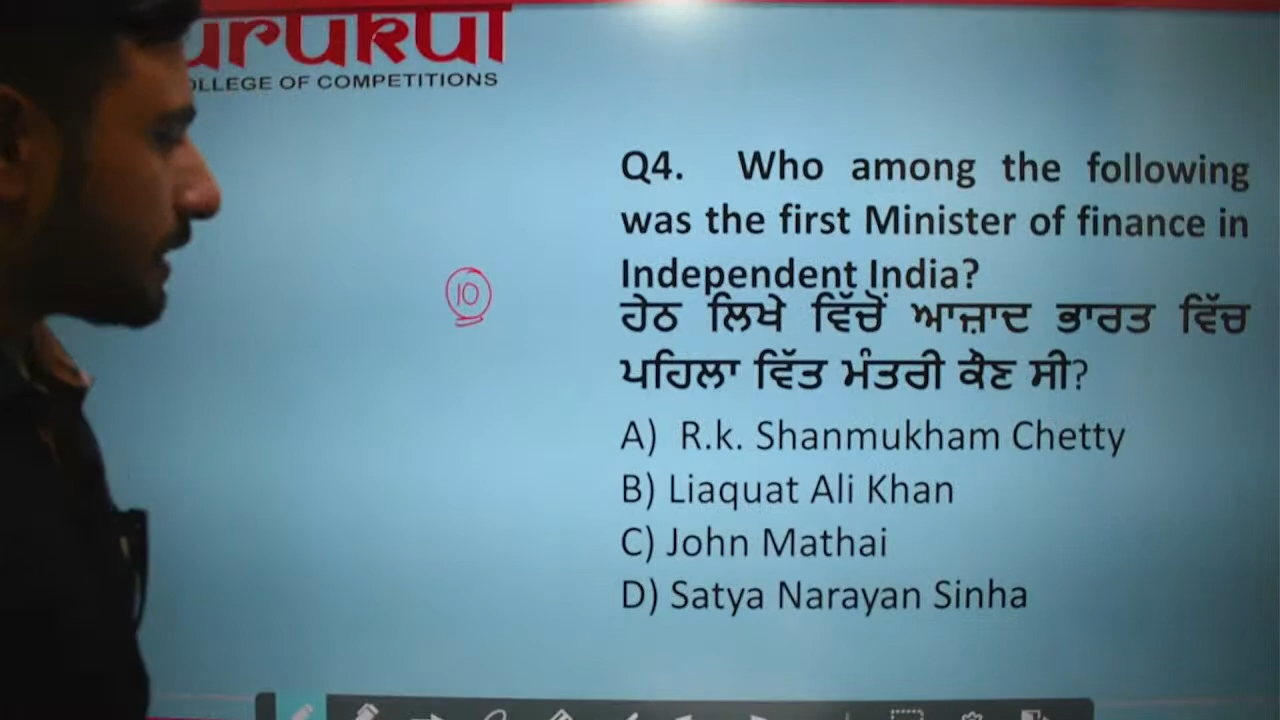 urukul
OLLEGE OF COMPETITIONS
Q4. Who among the following
was the first Minister of finance in
Independent India?
ਹੇਠ ਲਿਖੇ ਵਿੱਚੋਂ ਆਜ਼ਾਦ ਭਾਰਤ ਵਿੱਚ
ਪਹਿਲਾ ਵਿੱਤ ਮੰਤਰੀ ਕੌਣ ਸੀ?
10
A) R.k. Shanmukham Chetty
B) Liaquat Ali Khan
C) John Mathai
D) Satya Narayan Sinha